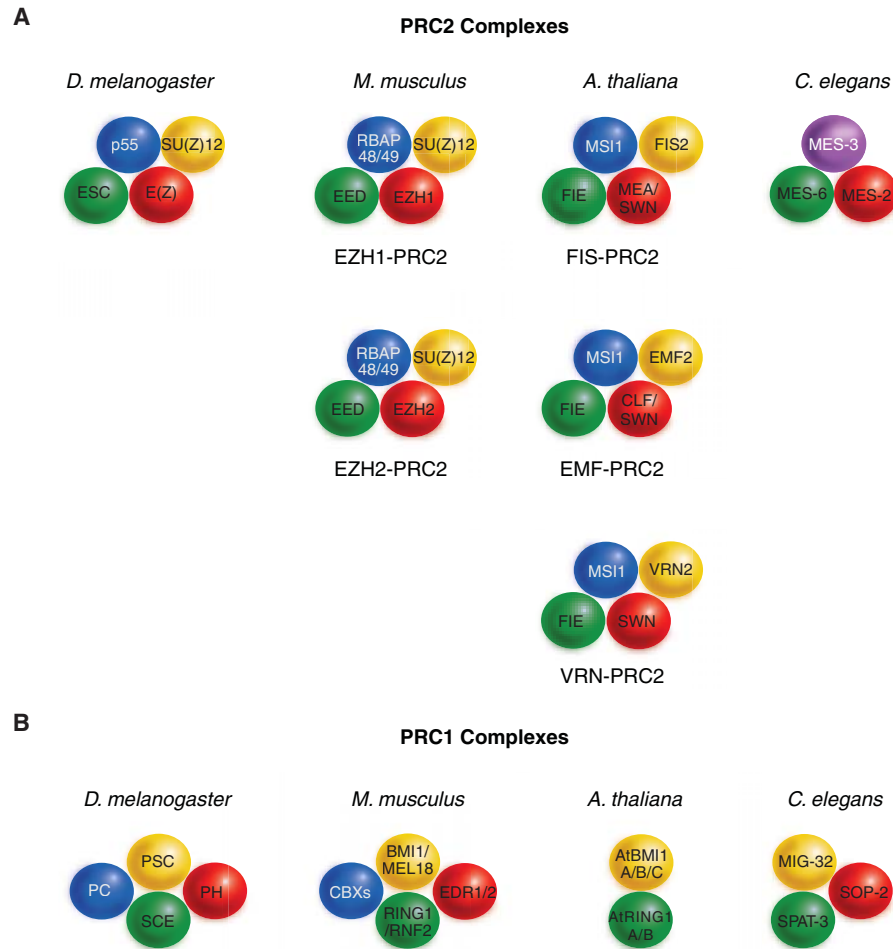 A
PRC2 Complexes
D. melanogaster
M. musculus
A. thaliana
C. elegans
p55
SU(Z)12
ESC
E(Z)
RBAP
48/49
SU(Z)12
EED
EZH1
EZH1-PRC2
MSI1
FIS2
FIE
MEA/
SWN
FIS-PRC2
MES-3
MES-6
MES-2
RBAP
48/49
SU(Z)12
EED
EZH2
EZH2-PRC2
MSI1
EMF2
FIE
CLF/
SWN
EMF-PRC2
MSI1
VRN2
FIE
SWN
VRN-PRC2
B
PRC1 Complexes
D. melanogaster
M. musculus
A. thaliana
C. elegans
PSC
PC
PH
SCE
BMI1/
MEL18
CBXs
EDR1/2
RING1
/RNF2
AtBMI1
A/B/C
AtRING1
A/B
MIG-32
SOP-2
SPAT-3